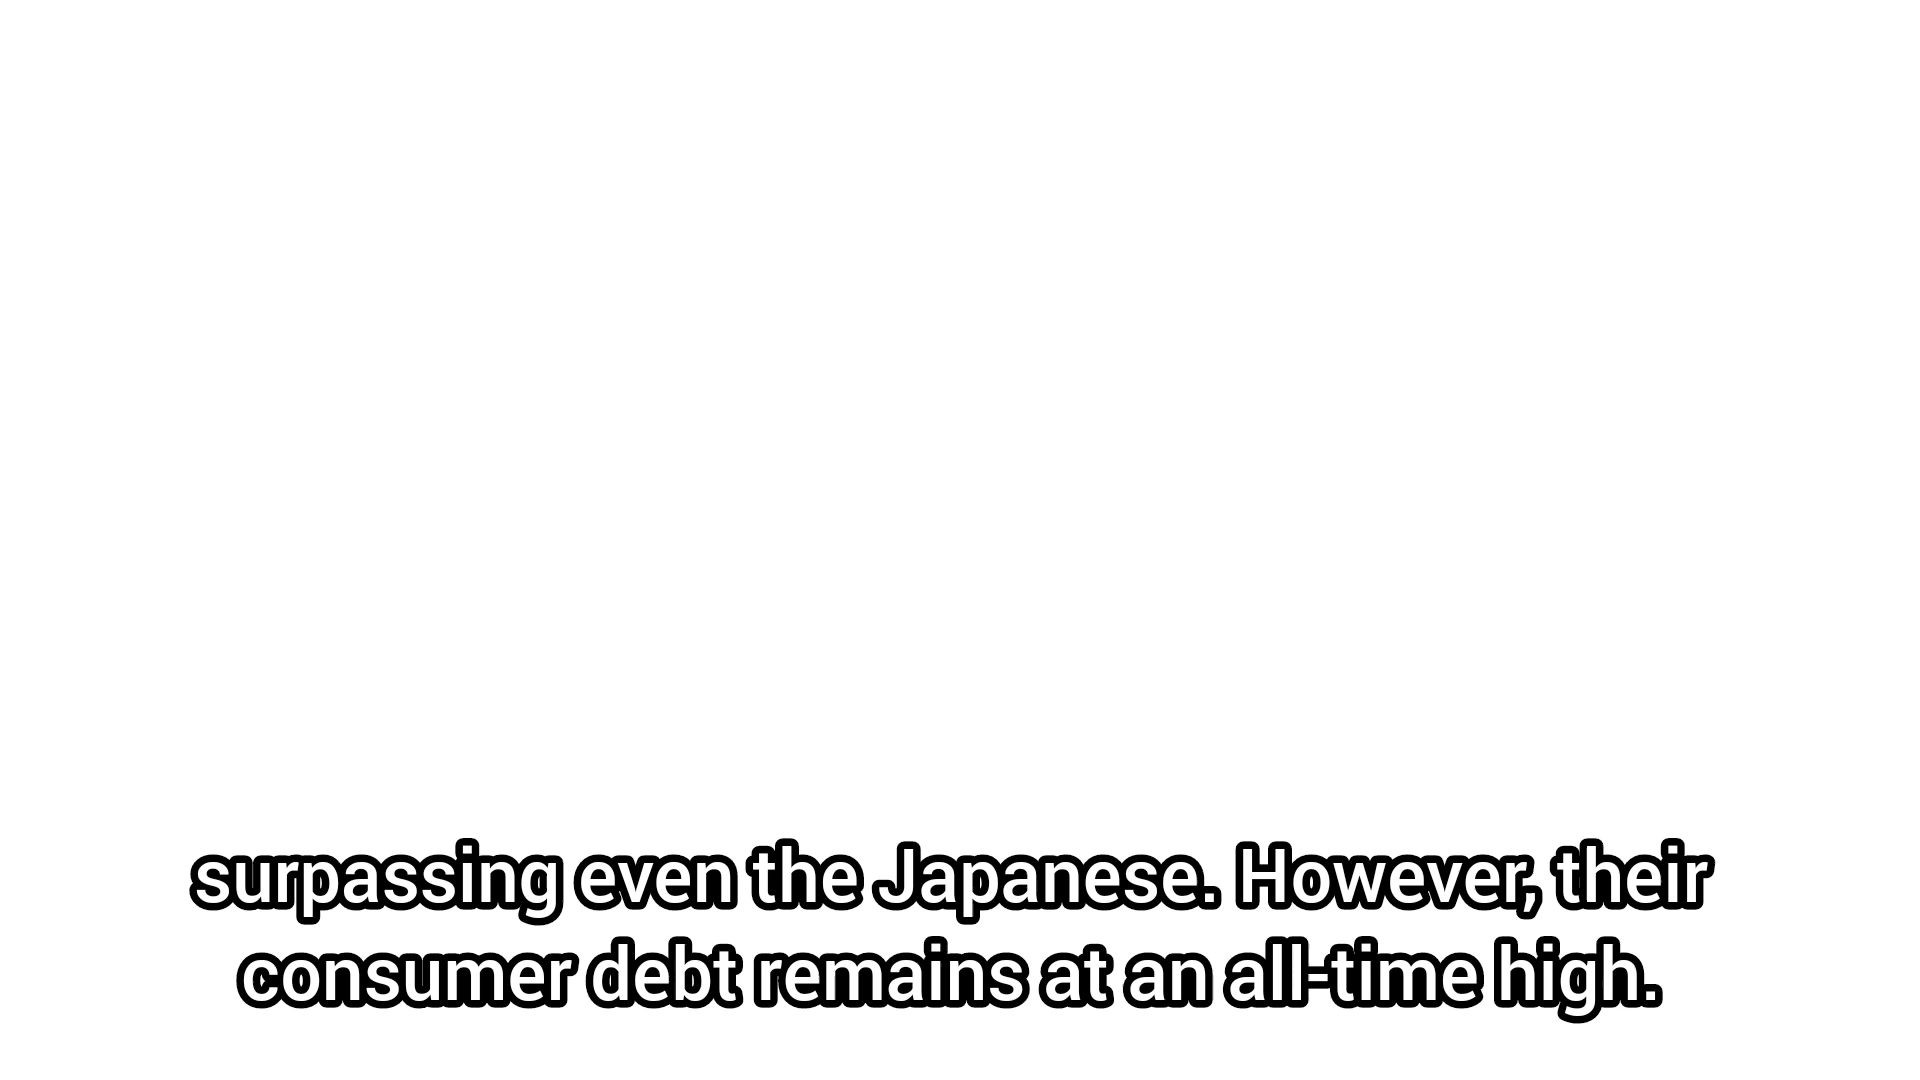 surpassing even the Japanese. However, their
consumer debt remains at an all-time high.